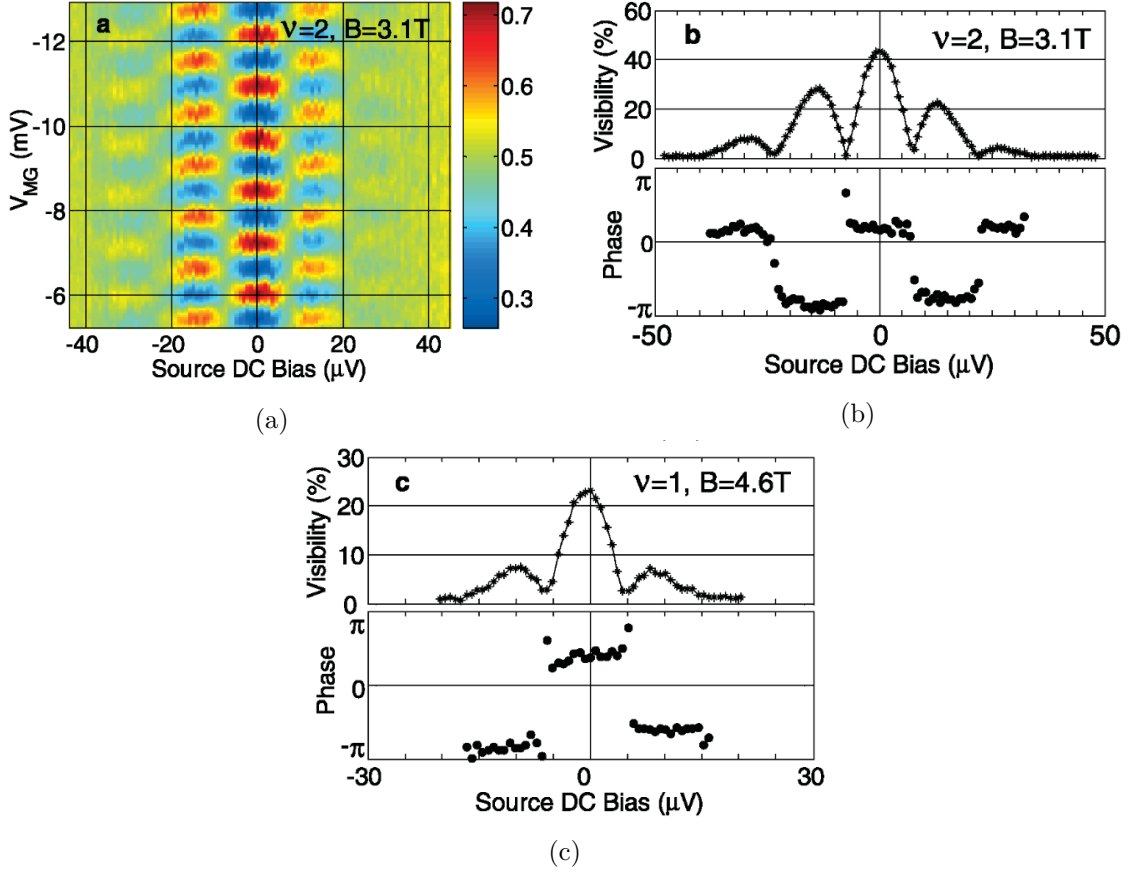 a
ν=2, B=3.1T
V_MG (mV)
-12
-10
-8
-6
-40 -20 0 20 40
Source DC Bias (μV)
0.7
0.6
0.5
0.4
0.3
(a)
b
ν=2, B=3.1T
Visibility (%)
60
40
20
0
Phase
π
0
-π
-50 0 50
Source DC Bias (μV)
(b)
c
ν=1, B=4.6T
Visibility (%)
30
20
10
0
Phase
π
0
-π
-30 0 30
Source DC Bias (μV)
(c)